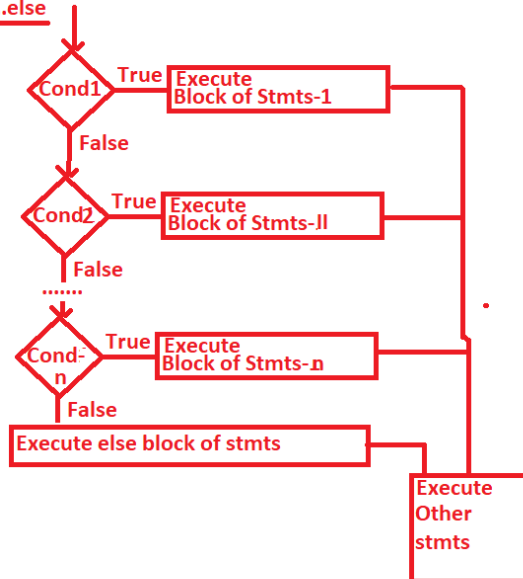 .else
Cond1
True
Execute
Block of Stmts-1
False
Cond2
True
Execute
Block of Stmts-II
False
.......
Cond-
n
True
Execute
Block of Stmts-n
False
Execute else block of stmts
Execute
Other
stmts